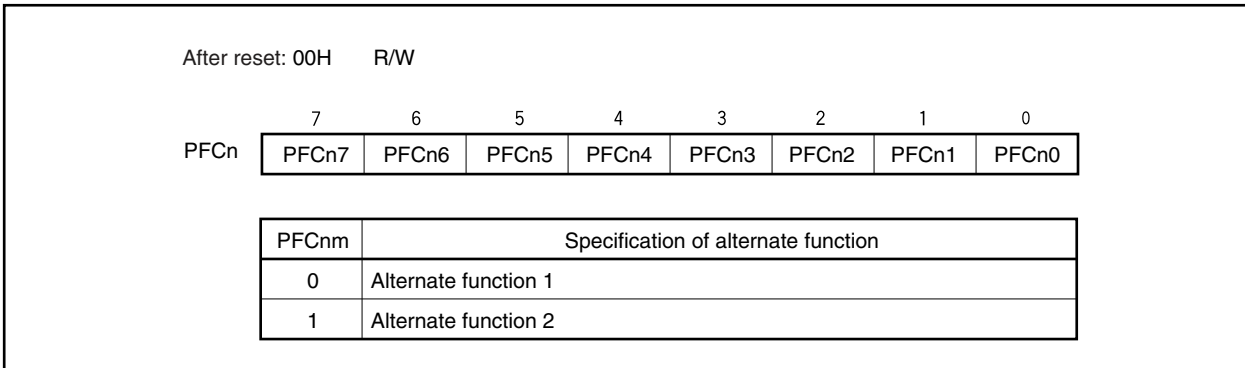 After reset: 00H R/W
7 6 5 4 3 2 1 0
PFCn PFCn7 PFCn6 PFCn5 PFCn4 PFCn3 PFCn2 PFCn1 PFCn0
PFCnm Specification of alternate function
0 Alternate function 1
1 Alternate function 2